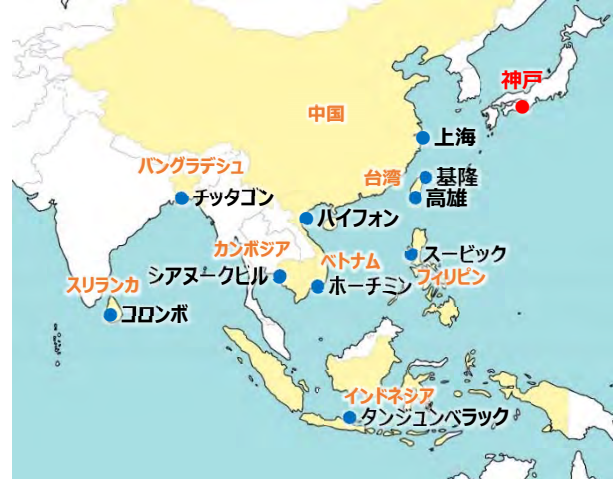 神戸
中国
上海
バングラデシュ
台湾
基隆
チッタゴン
高雄
ハイフォン
カンボジア
ベトナム
スービック
シアヌークビル
フィリピン
スリランカ
ホーチミン
コロンボ
インドネシア
タンジュンベラック